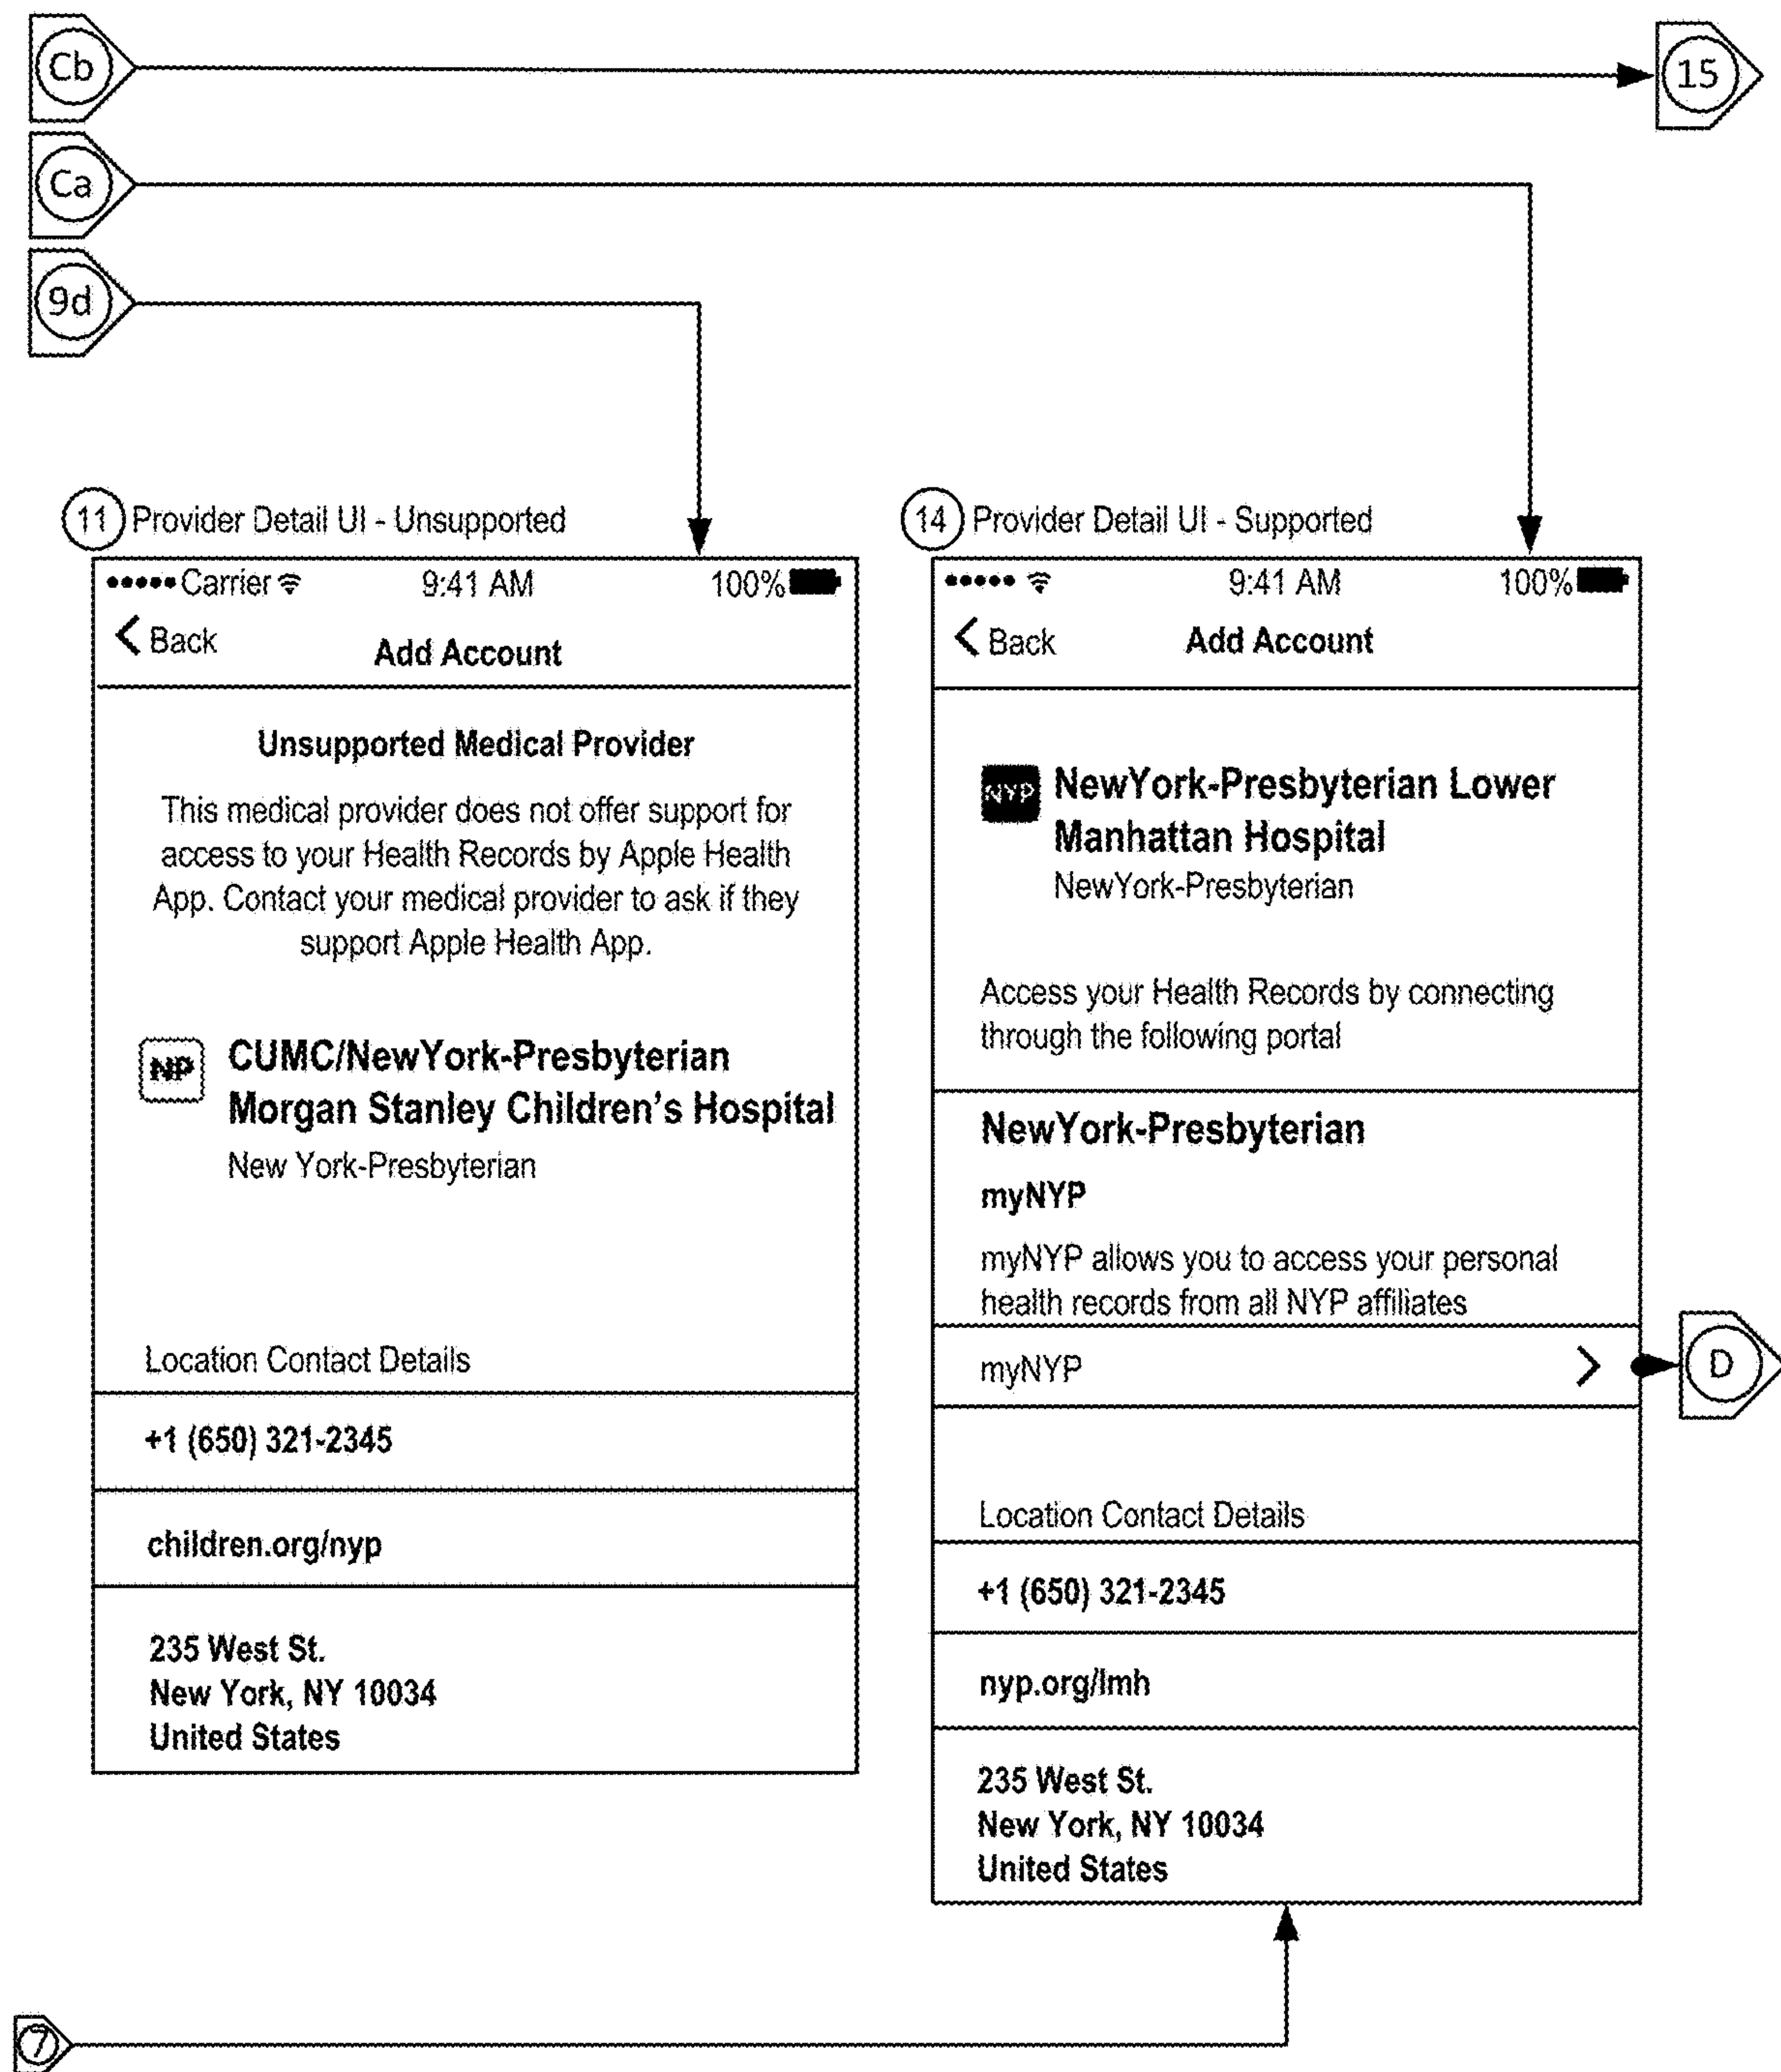 Cb
15
Ca
9d
11 Provider Detail UI - Unsupported
Carrier 9:41 AM 100%
Back
Add Account
Unsupported Medical Provider
This medical provider does not offer support for
access to your Health Records by Apple Health
App. Contact your medical provider to ask if they
support Apple Health App.
NP
CUMC/NewYork-Presbyterian
Morgan Stanley Children's Hospital
New York-Presbyterian
Location Contact Details
+1 (650) 321-2345
children.org/nyp
235 West St.
New York, NY 10034
United States
14 Provider Detail UI - Supported
9:41 AM 100%
Back Add Account
NYP
NewYork-Presbyterian Lower
Manhattan Hospital
NewYork-Presbyterian
Access your Health Records by connecting
through the following portal
NewYork-Presbyterian
myNYP
myNYP allows you to access your personal
health records from all NYP affiliates
myNYP
D
Location Contact Details
+1 (650) 321-2345
nyp.org/lmh
235 West St.
New York, NY 10034
United States
7